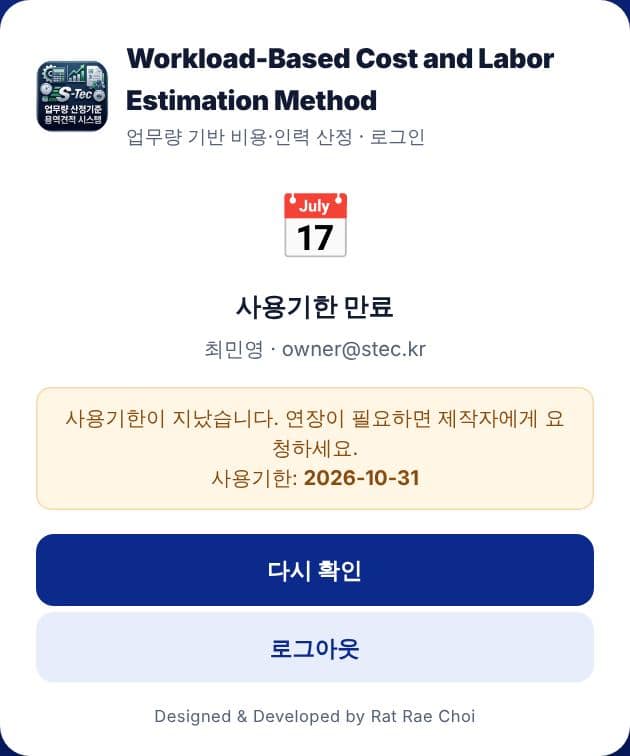 Workload-Based Cost and Labor
Estimation Method
S-Tec
업무량 산정기준
용역견적 시스템
업무량 기반 비용·인력 산정 · 로그인
July
17
사용기한 만료
최민영 · owner@stec.kr
사용기한이 지났습니다. 연장이 필요하면 제작자에게 요
청하세요.
사용기한: 2026-10-31
다시 확인
로그아웃
Designed & Developed by Rat Rae Choi